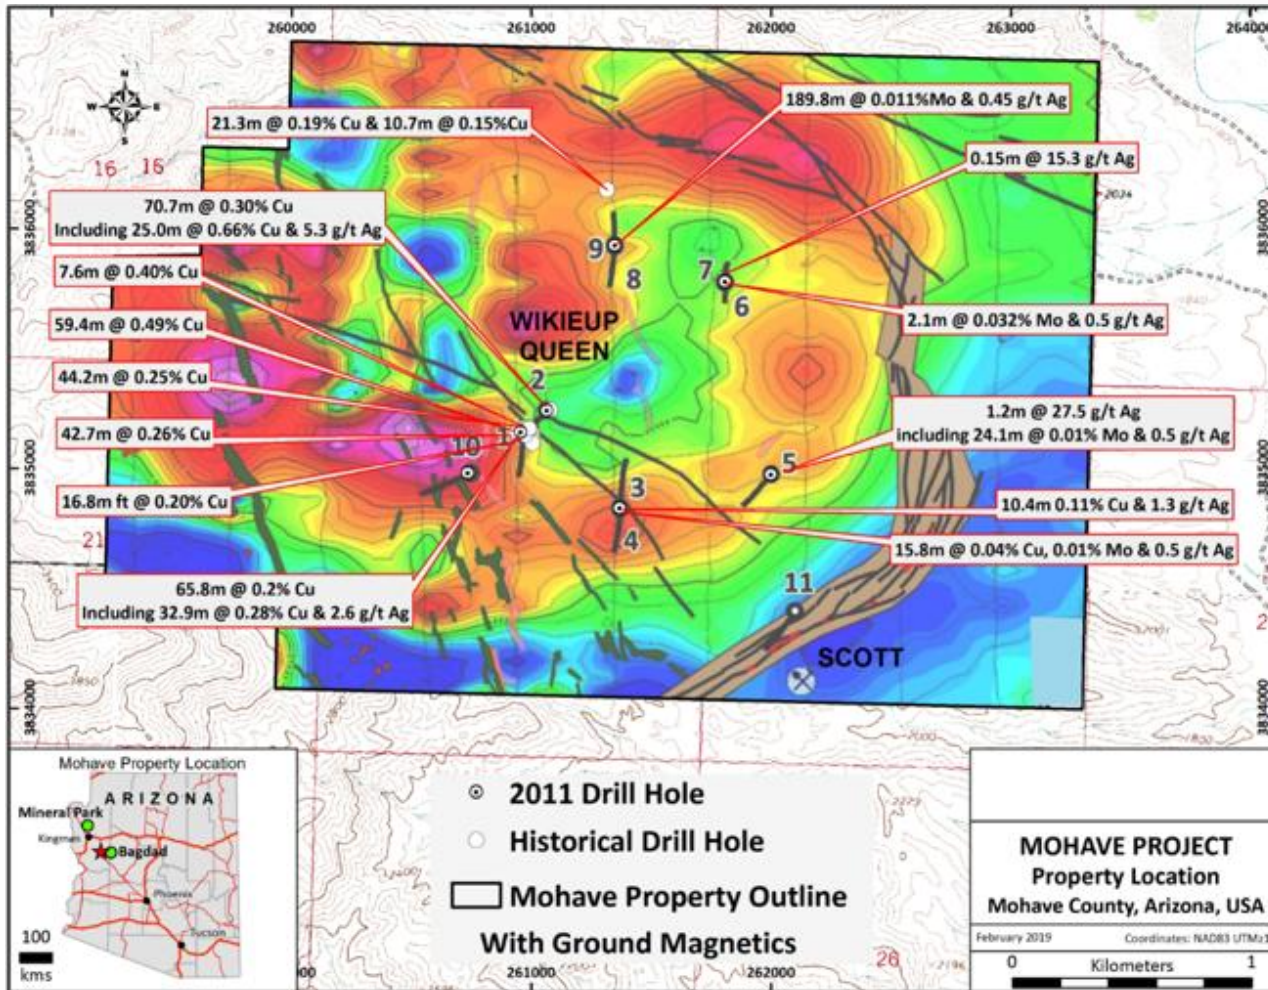 260000
261000
262000
263000
264000
N
W
E
S
189.8m @ 0.011%Mo & 0.45 g/t Ag
21.3m @ 0.19% Cu & 10.7m @ 0.15%Cu
0.15m @ 15.3 g/t Ag
16
16
70.7m @ 0.30% Cu
Including 25.0m @ 0.66% Cu & 5.3 g/t Ag
3836000
3836000
9
8
7
6
7.6m @ 0.40% Cu
59.4m @ 0.49% Cu
WIKIEUP
QUEEN
2.1m @ 0.032% Mo & 0.5 g/t Ag
44.2m @ 0.25% Cu
2
1.2m @ 27.5 g/t Ag
including 24.1m @ 0.01% Mo & 0.5 g/t Ag
42.7m @ 0.26% Cu
1
10
3835000
3835000
5
16.8m ft @ 0.20% Cu
3
10.4m 0.11% Cu & 1.3 g/t Ag
21
4
15.8m @ 0.04% Cu, 0.01% Mo & 0.5 g/t Ag
65.8m @ 0.2% Cu
Including 32.9m @ 0.28% Cu & 2.6 g/t Ag
11
SCOTT
3834000
3834000
Mohave Property Location
ARIZONA
Mineral Park
Kingman
Bagdad
Phoenix
Tucson
100
kms
2011 Drill Hole
Historical Drill Hole
Mohave Property Outline
With Ground Magnetics
MOHAVE PROJECT
Property Location
Mohave County, Arizona, USA
February 2019
Coordinates: NAD83 UTMz1
0
Kilometers
1
261000
262000
26